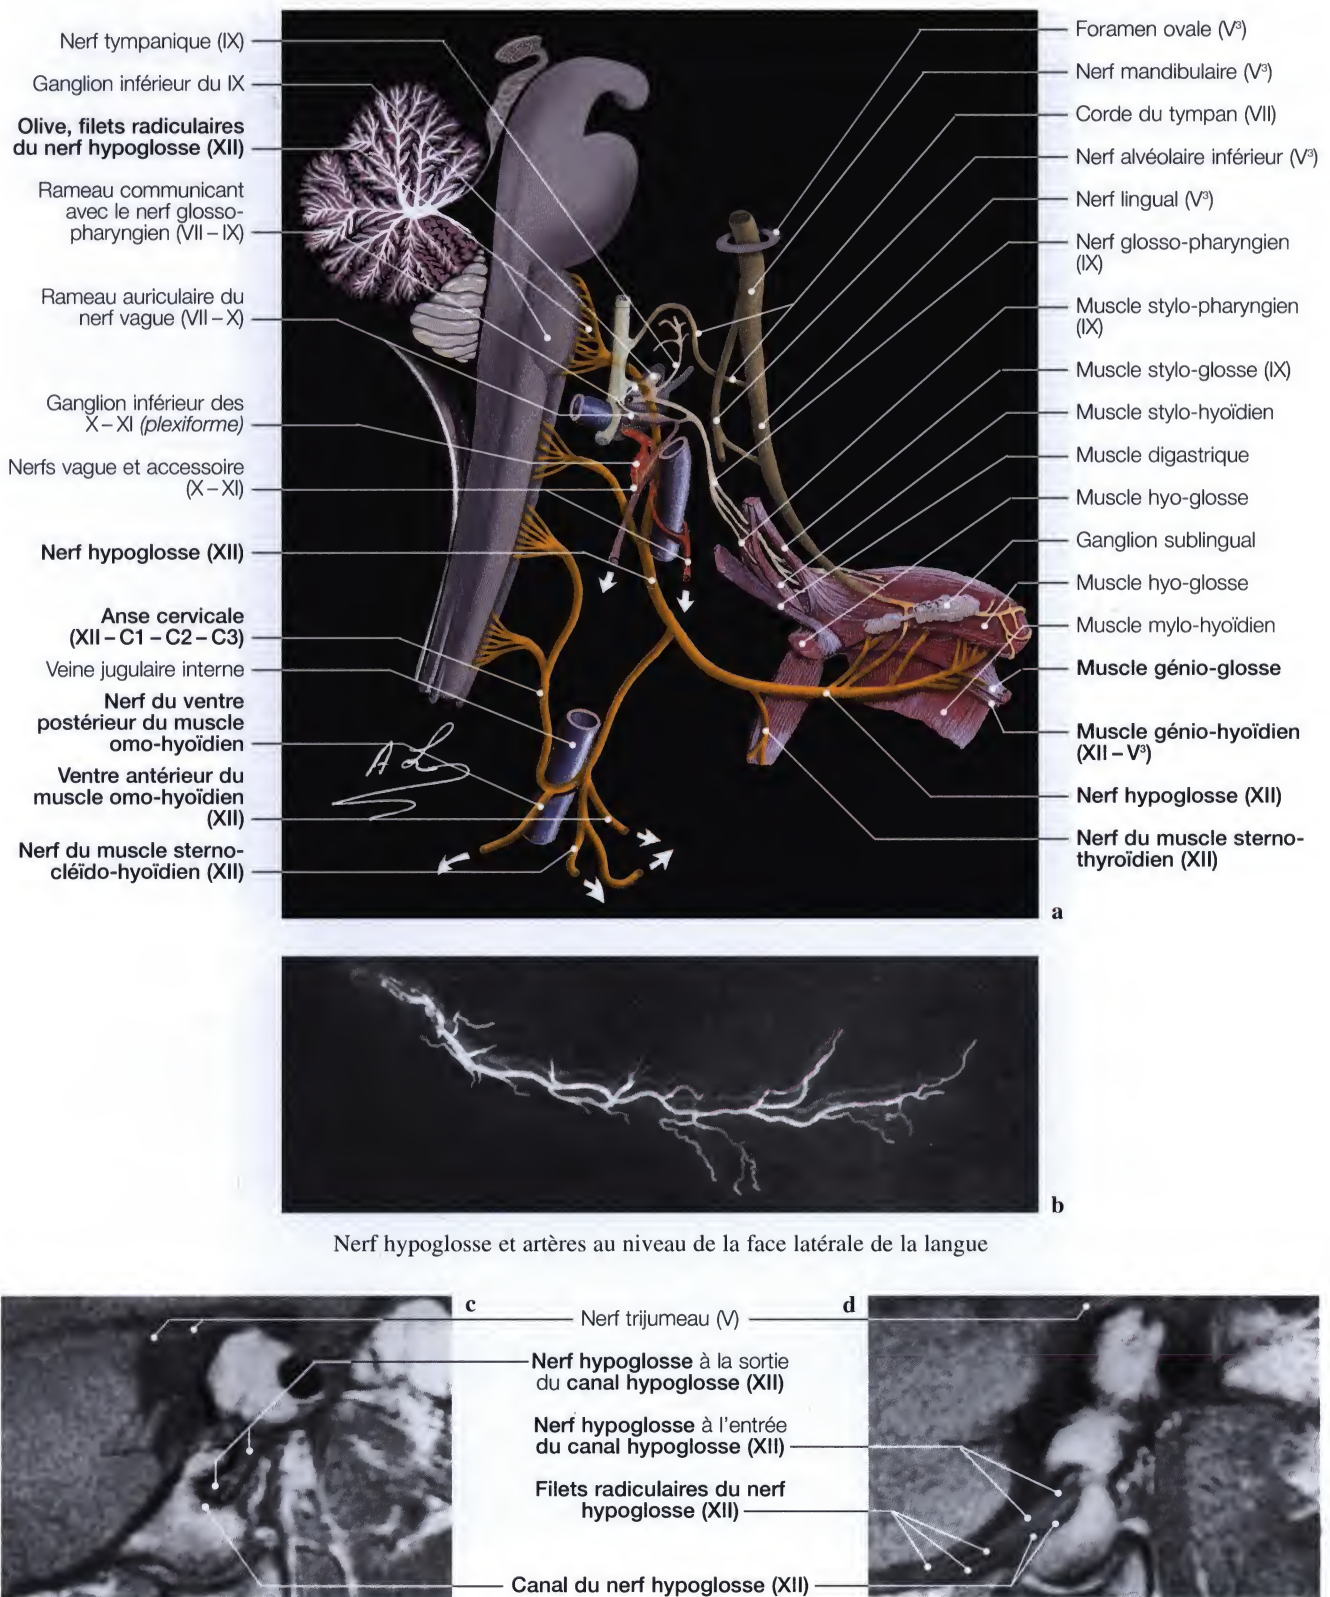 Nerf tympanique (IX)
Ganglion inférieur du IX
Olive, filets radiculaires
du nerf hypoglosse (XII)
Rameau communicant
avec le nerf glosso-
pharyngien (VII – IX)
Rameau auriculaire du
nerf vague (VII – X)
Ganglion inférieur des
X – XI (plexiforme)
Nerfs vague et accessoire
(X – XI)
Nerf hypoglosse (XII)
Anse cervicale
(XII – C1 – C2 – C3)
Veine jugulaire interne
Nerf du ventre
postérieur du muscle
omo-hyoïdien
Ventre antérieur du
muscle omo-hyoïdien
(XII)
Nerf du muscle sterno-
cléïdo-hyoïdien (XII)
Foramen ovale (V³)
Nerf mandibulaire (V³)
Corde du tympan (VII)
Nerf alvéolaire inférieur (V³)
Nerf lingual (V³)
Nerf glosso-pharyngien
(IX)
Muscle stylo-pharyngien
(IX)
Muscle stylo-glosse (IX)
Muscle stylo-hyoïdien
Muscle digastrique
Muscle hyo-glosse
Ganglion sublingual
Muscle hyo-glosse
Muscle mylo-hyoïdien
Muscle génio-glosse
Muscle génio-hyoïdien
(XII – V³)
Nerf hypoglosse (XII)
Nerf du muscle sterno-
thyroïdien (XII)
a
b
Nerf hypoglosse et artères au niveau de la face latérale de la langue
c
d
Nerf trijumeau (V)
Nerf hypoglosse à la sortie
du canal hypoglosse (XII)
Nerf hypoglosse à l'entrée
du canal hypoglosse (XII)
Filets radiculaires du nerf
hypoglosse (XII)
Canal du nerf hypoglosse (XII)